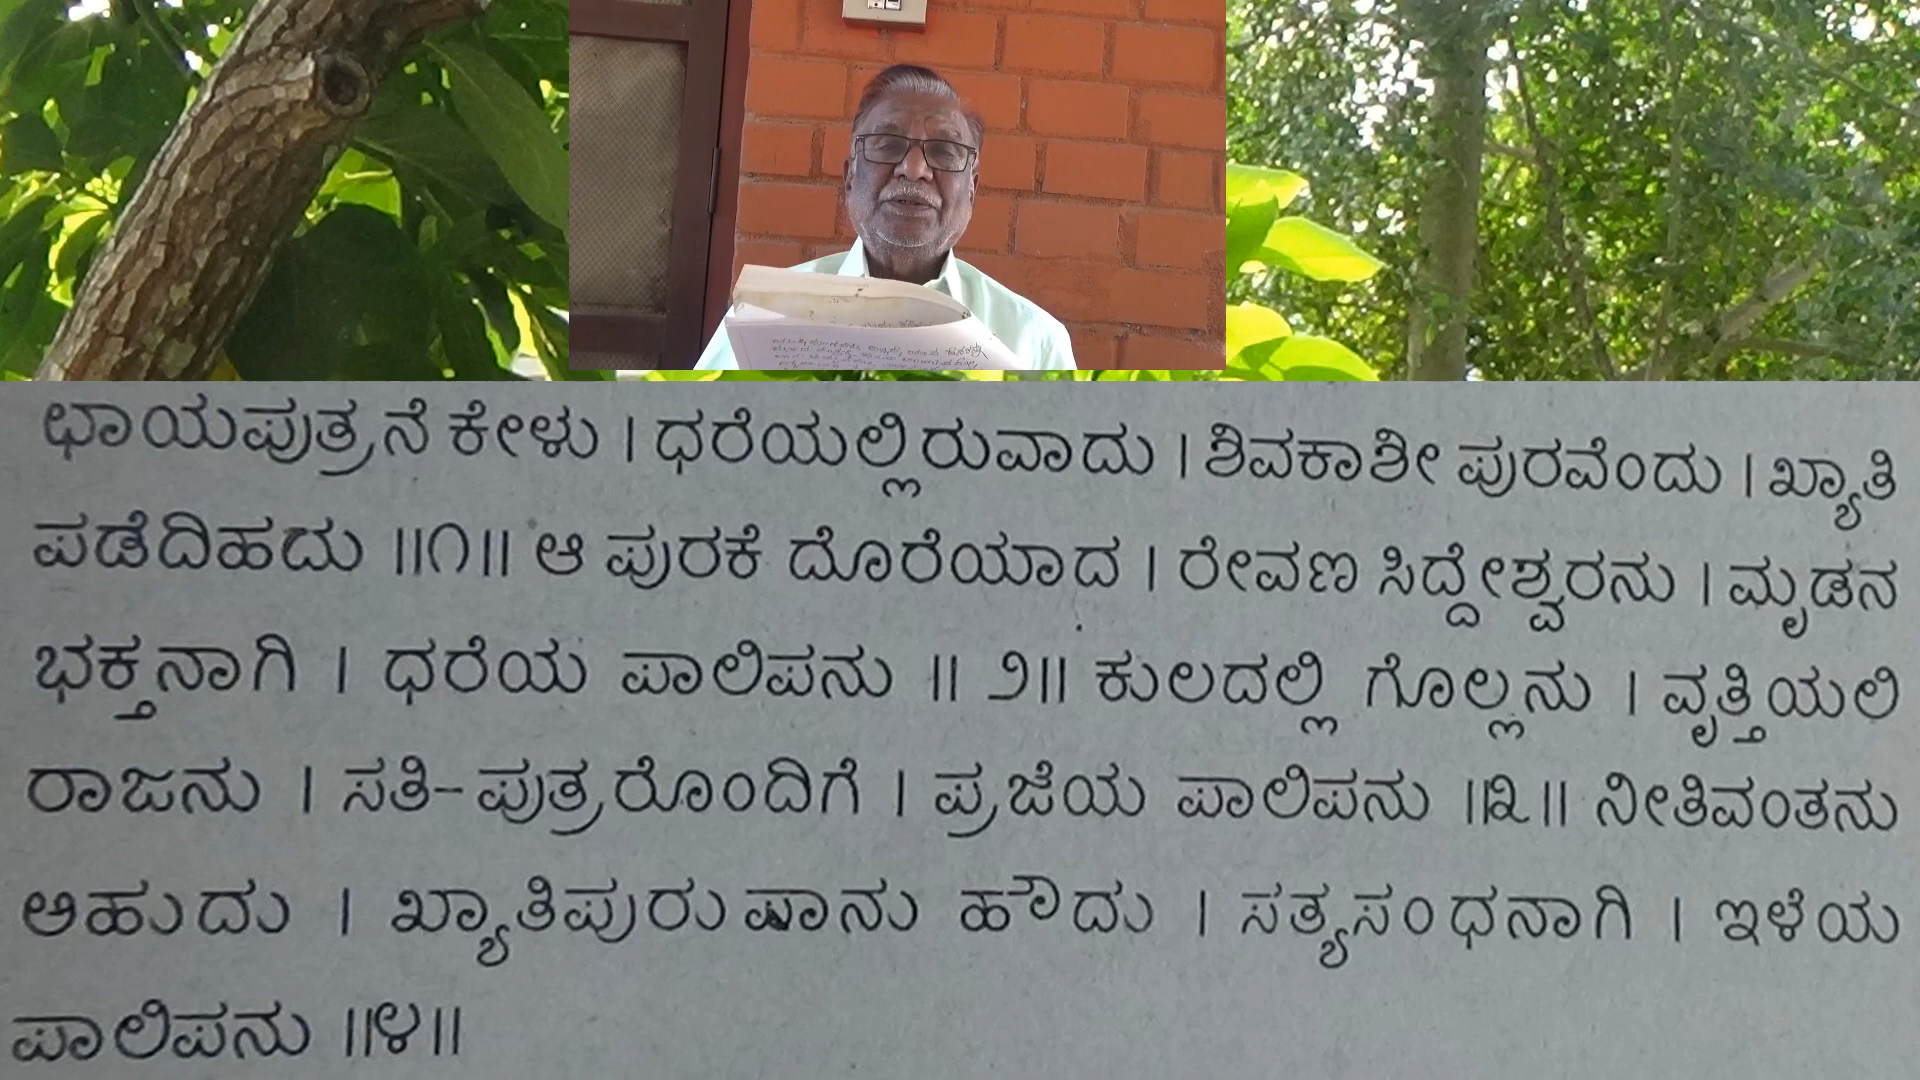 ಛಾಯಪುತ್ರನೆ ಕೇಳು । ಧರೆಯಲ್ಲಿರುವಾದು । ಶಿವಕಾಶೀ ಪುರವೆಂದು । ಖ್ಯಾತಿ
ಪಡೆದಿಹದು ॥೧॥ ಆ ಪುರಕೆ ದೊರೆಯಾದ । ರೇವಣ ಸಿದ್ದೇಶ್ವರನು । ಮೃಡನ
ಭಕ್ತನಾಗಿ । ಧರೆಯ ಪಾಲಿಪನು ॥ ೨॥ ಕುಲದಲ್ಲಿ ಗೊಲ್ಲನು । ವೃತ್ತಿಯಲಿ
ರಾಜನು । ಸತಿ-ಪುತ್ರರೊಂದಿಗೆ । ಪ್ರಜೆಯ ಪಾಲಿಪನು ॥೩॥ ನೀತಿವಂತನು
ಅಹುದು । ಖ್ಯಾತಿಪುರುಷಾನು ಹೌದು । ಸತ್ಯಸಂಧನಾಗಿ । ಇಳೆಯ
ಪಾಲಿಪನು ॥೪॥